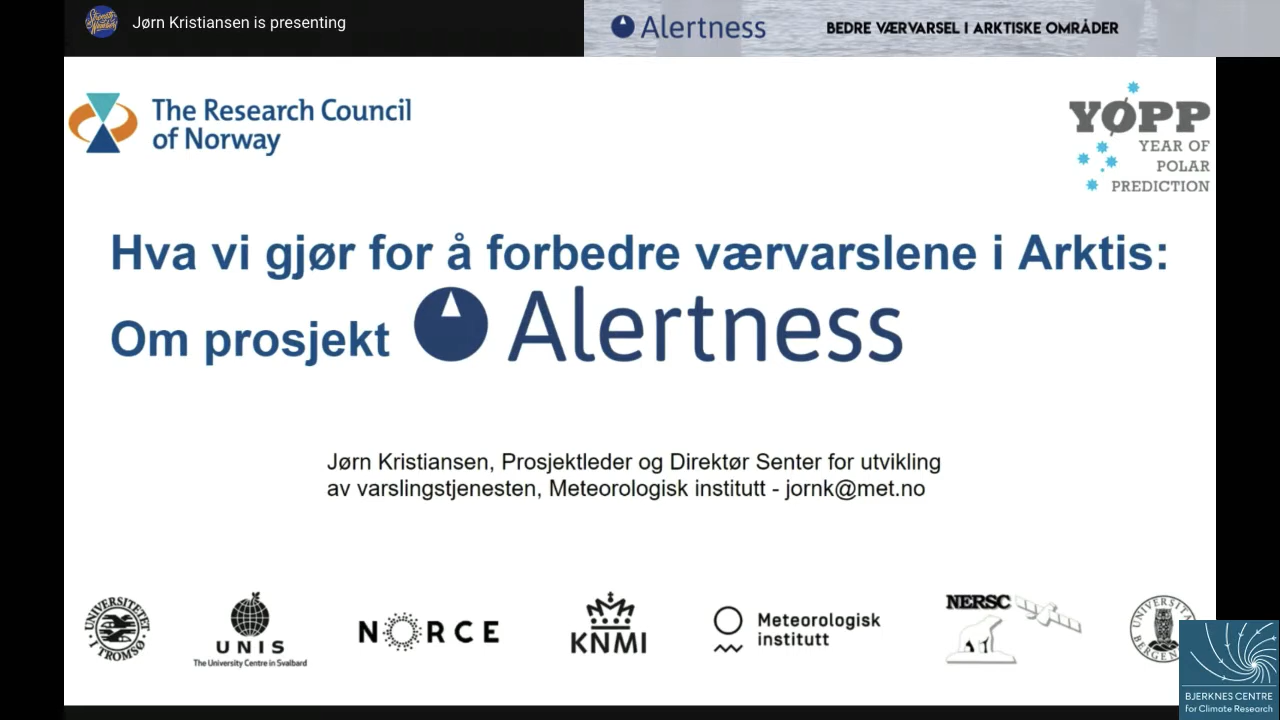 Jørn Kristiansen is presenting
Alertness
BEDRE VÆRVARSEL I ARKTISKE OMRÅDER
The Research Council
of Norway
YØPP
YEAR OF
POLAR
PREDICTION
Hva vi gjør for å forbedre værvarslene i Arktis:
Om prosjekt Alertness
Jørn Kristiansen, Prosjektleder og Direktør Senter for utvikling
av varslingstjenesten, Meteorologisk institutt - jornk@met.no
UNIVERSITETET I TROMSØ
UNIS
The University Centre in Svalbard
NORCE
KNMI
Meteorologisk
institutt
NERSC
BJERKNES CENTRE
for Climate Research